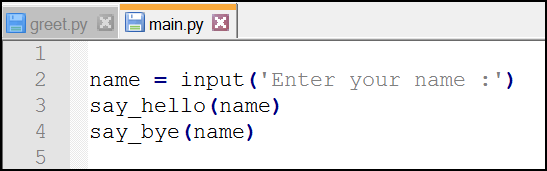 greet.py main.py
1
2 name = input('Enter your name :')
3 say_hello(name)
4 say_bye(name)
5